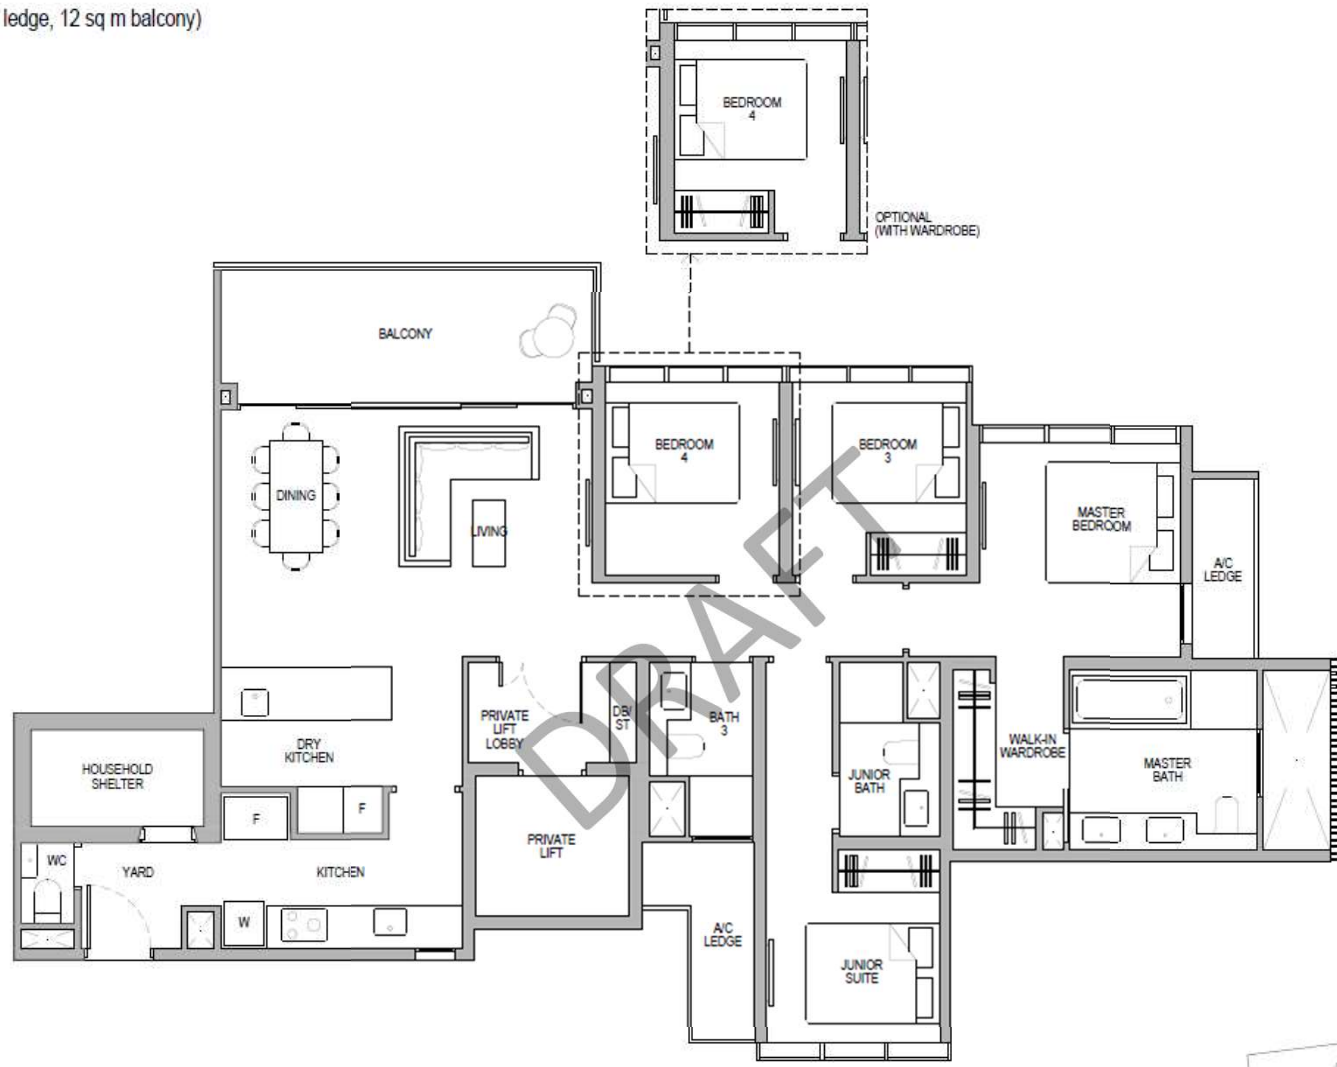 ledge, 12 sq m balcony)
BEDROOM
4
OPTIONAL
(WITH WARDROBE)
BALCONY
BEDROOM
4
BEDROOM
3
DINING
LIVING
MASTER
BEDROOM
A/C
LEDGE
DRAFT
PRIVATE
LIFT
LOBBY
DB/
ST
BATH
3
DRY
KITCHEN
HOUSEHOLD
SHELTER
WALK-IN
WARDROBE
MASTER
BATH
JUNIOR
BATH
F
F
PRIVATE
LIFT
WC
YARD
KITCHEN
W
A/C
LEDGE
JUNIOR
SUITE